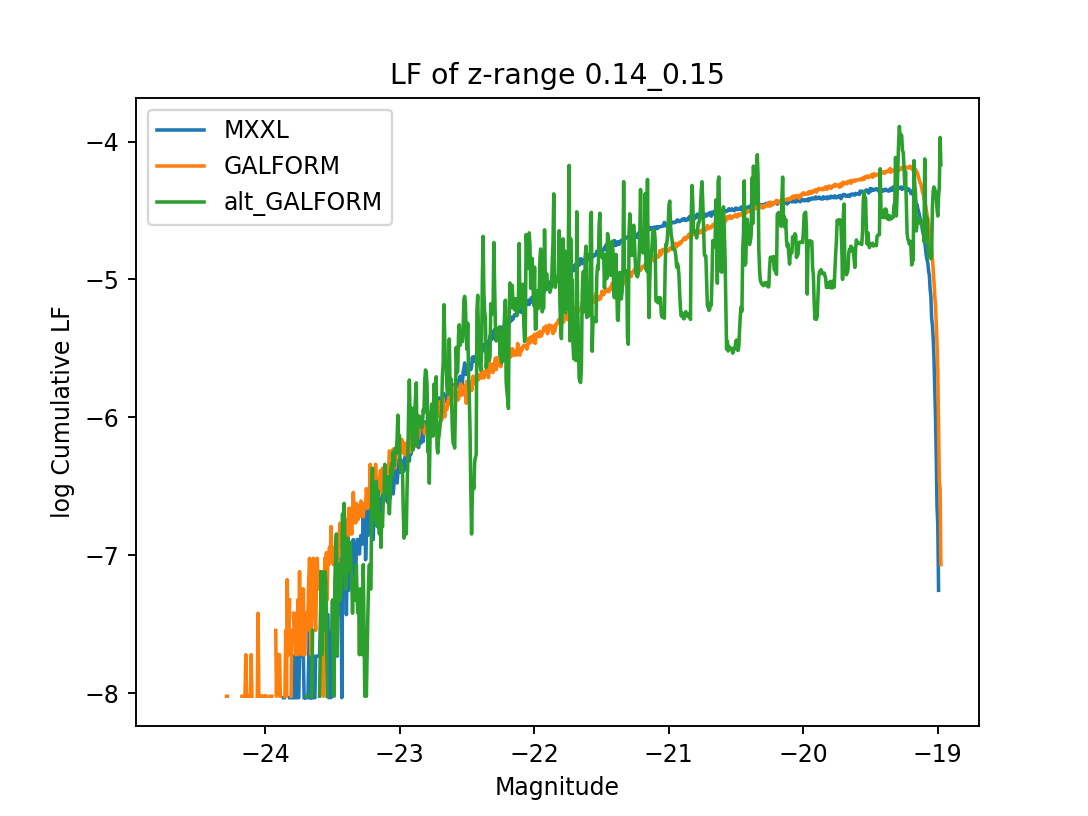 LF of z-range 0.14_0.15
MXXL
GALFORM
alt_GALFORM
log Cumulative LF
−4
−5
−6
−7
−8
−24
−23
−22
−21
−20
−19
Magnitude